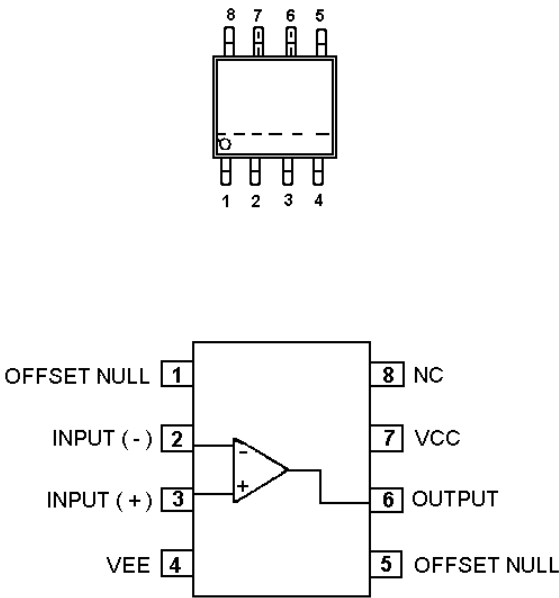 8 7 6 5
1 2 3 4
OFFSET NULL 1 8 NC
INPUT ( - ) 2 - 7 VCC
INPUT ( + ) 3 + 6 OUTPUT
VEE 4 5 OFFSET NULL